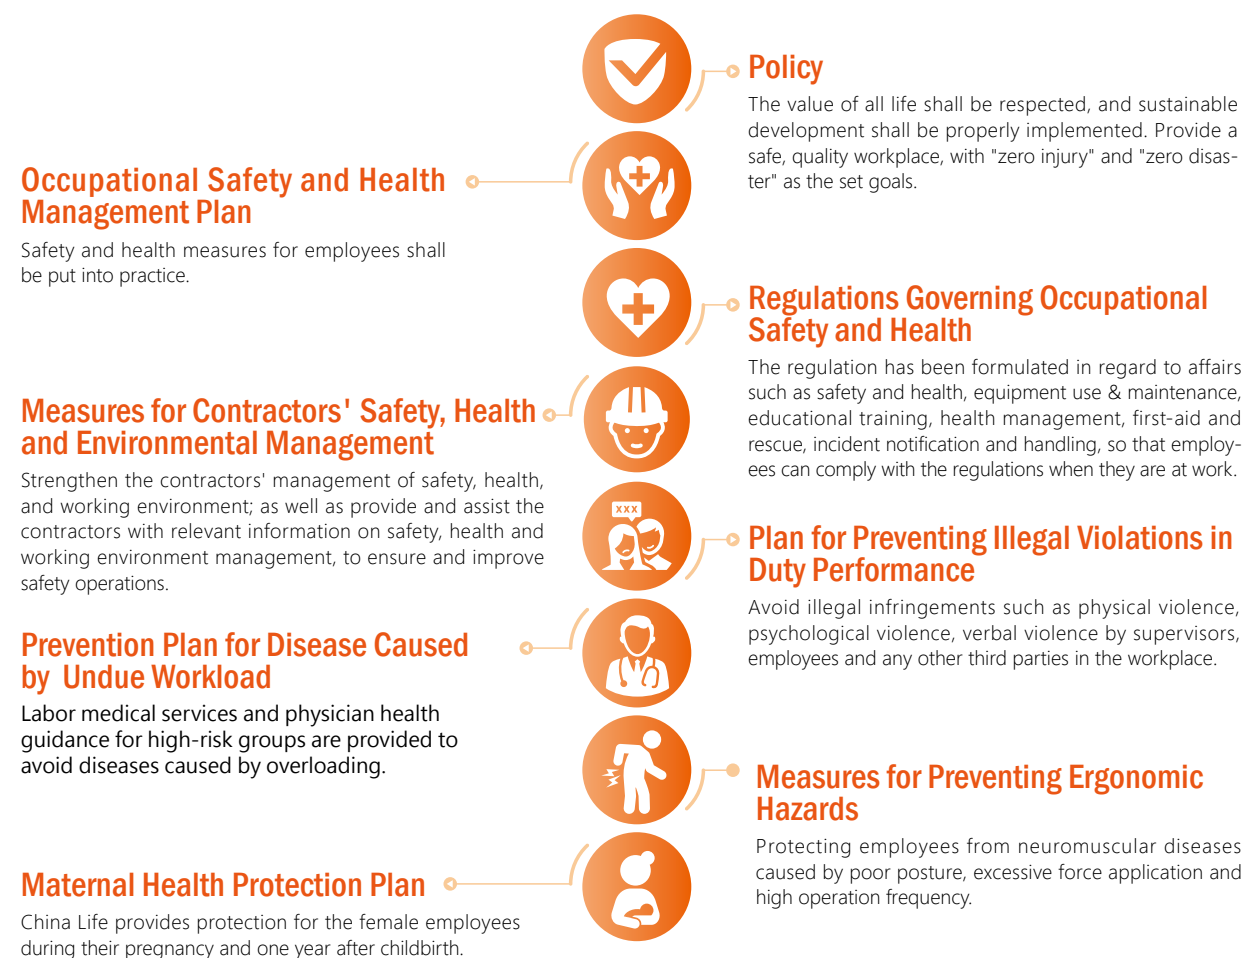 Policy
The value of all life shall be respected, and sustainable
development shall be properly implemented. Provide a
safe, quality workplace, with "zero injury" and "zero disas-
ter" as the set goals.
Occupational Safety and Health
Management Plan
Safety and health measures for employees shall
be put into practice.
Regulations Governing Occupational
Safety and Health
The regulation has been formulated in regard to affairs
such as safety and health, equipment use & maintenance,
educational training, health management, first-aid and
rescue, incident notification and handling, so that employ-
ees can comply with the regulations when they are at work.
Measures for Contractors' Safety, Health
and Environmental Management
Strengthen the contractors' management of safety, health,
and working environment; as well as provide and assist the
contractors with relevant information on safety, health and
working environment management, to ensure and improve
safety operations.
xxx
Plan for Preventing Illegal Violations in
Duty Performance
Avoid illegal infringements such as physical violence,
psychological violence, verbal violence by supervisors,
employees and any other third parties in the workplace.
Prevention Plan for Disease Caused
by Undue Workload
Labor medical services and physician health
guidance for high-risk groups are provided to
avoid diseases caused by overloading.
Measures for Preventing Ergonomic
Hazards
Protecting employees from neuromuscular diseases
caused by poor posture, excessive force application and
high operation frequency.
Maternal Health Protection Plan
China Life provides protection for the female employees
during their pregnancy and one year after childbirth.